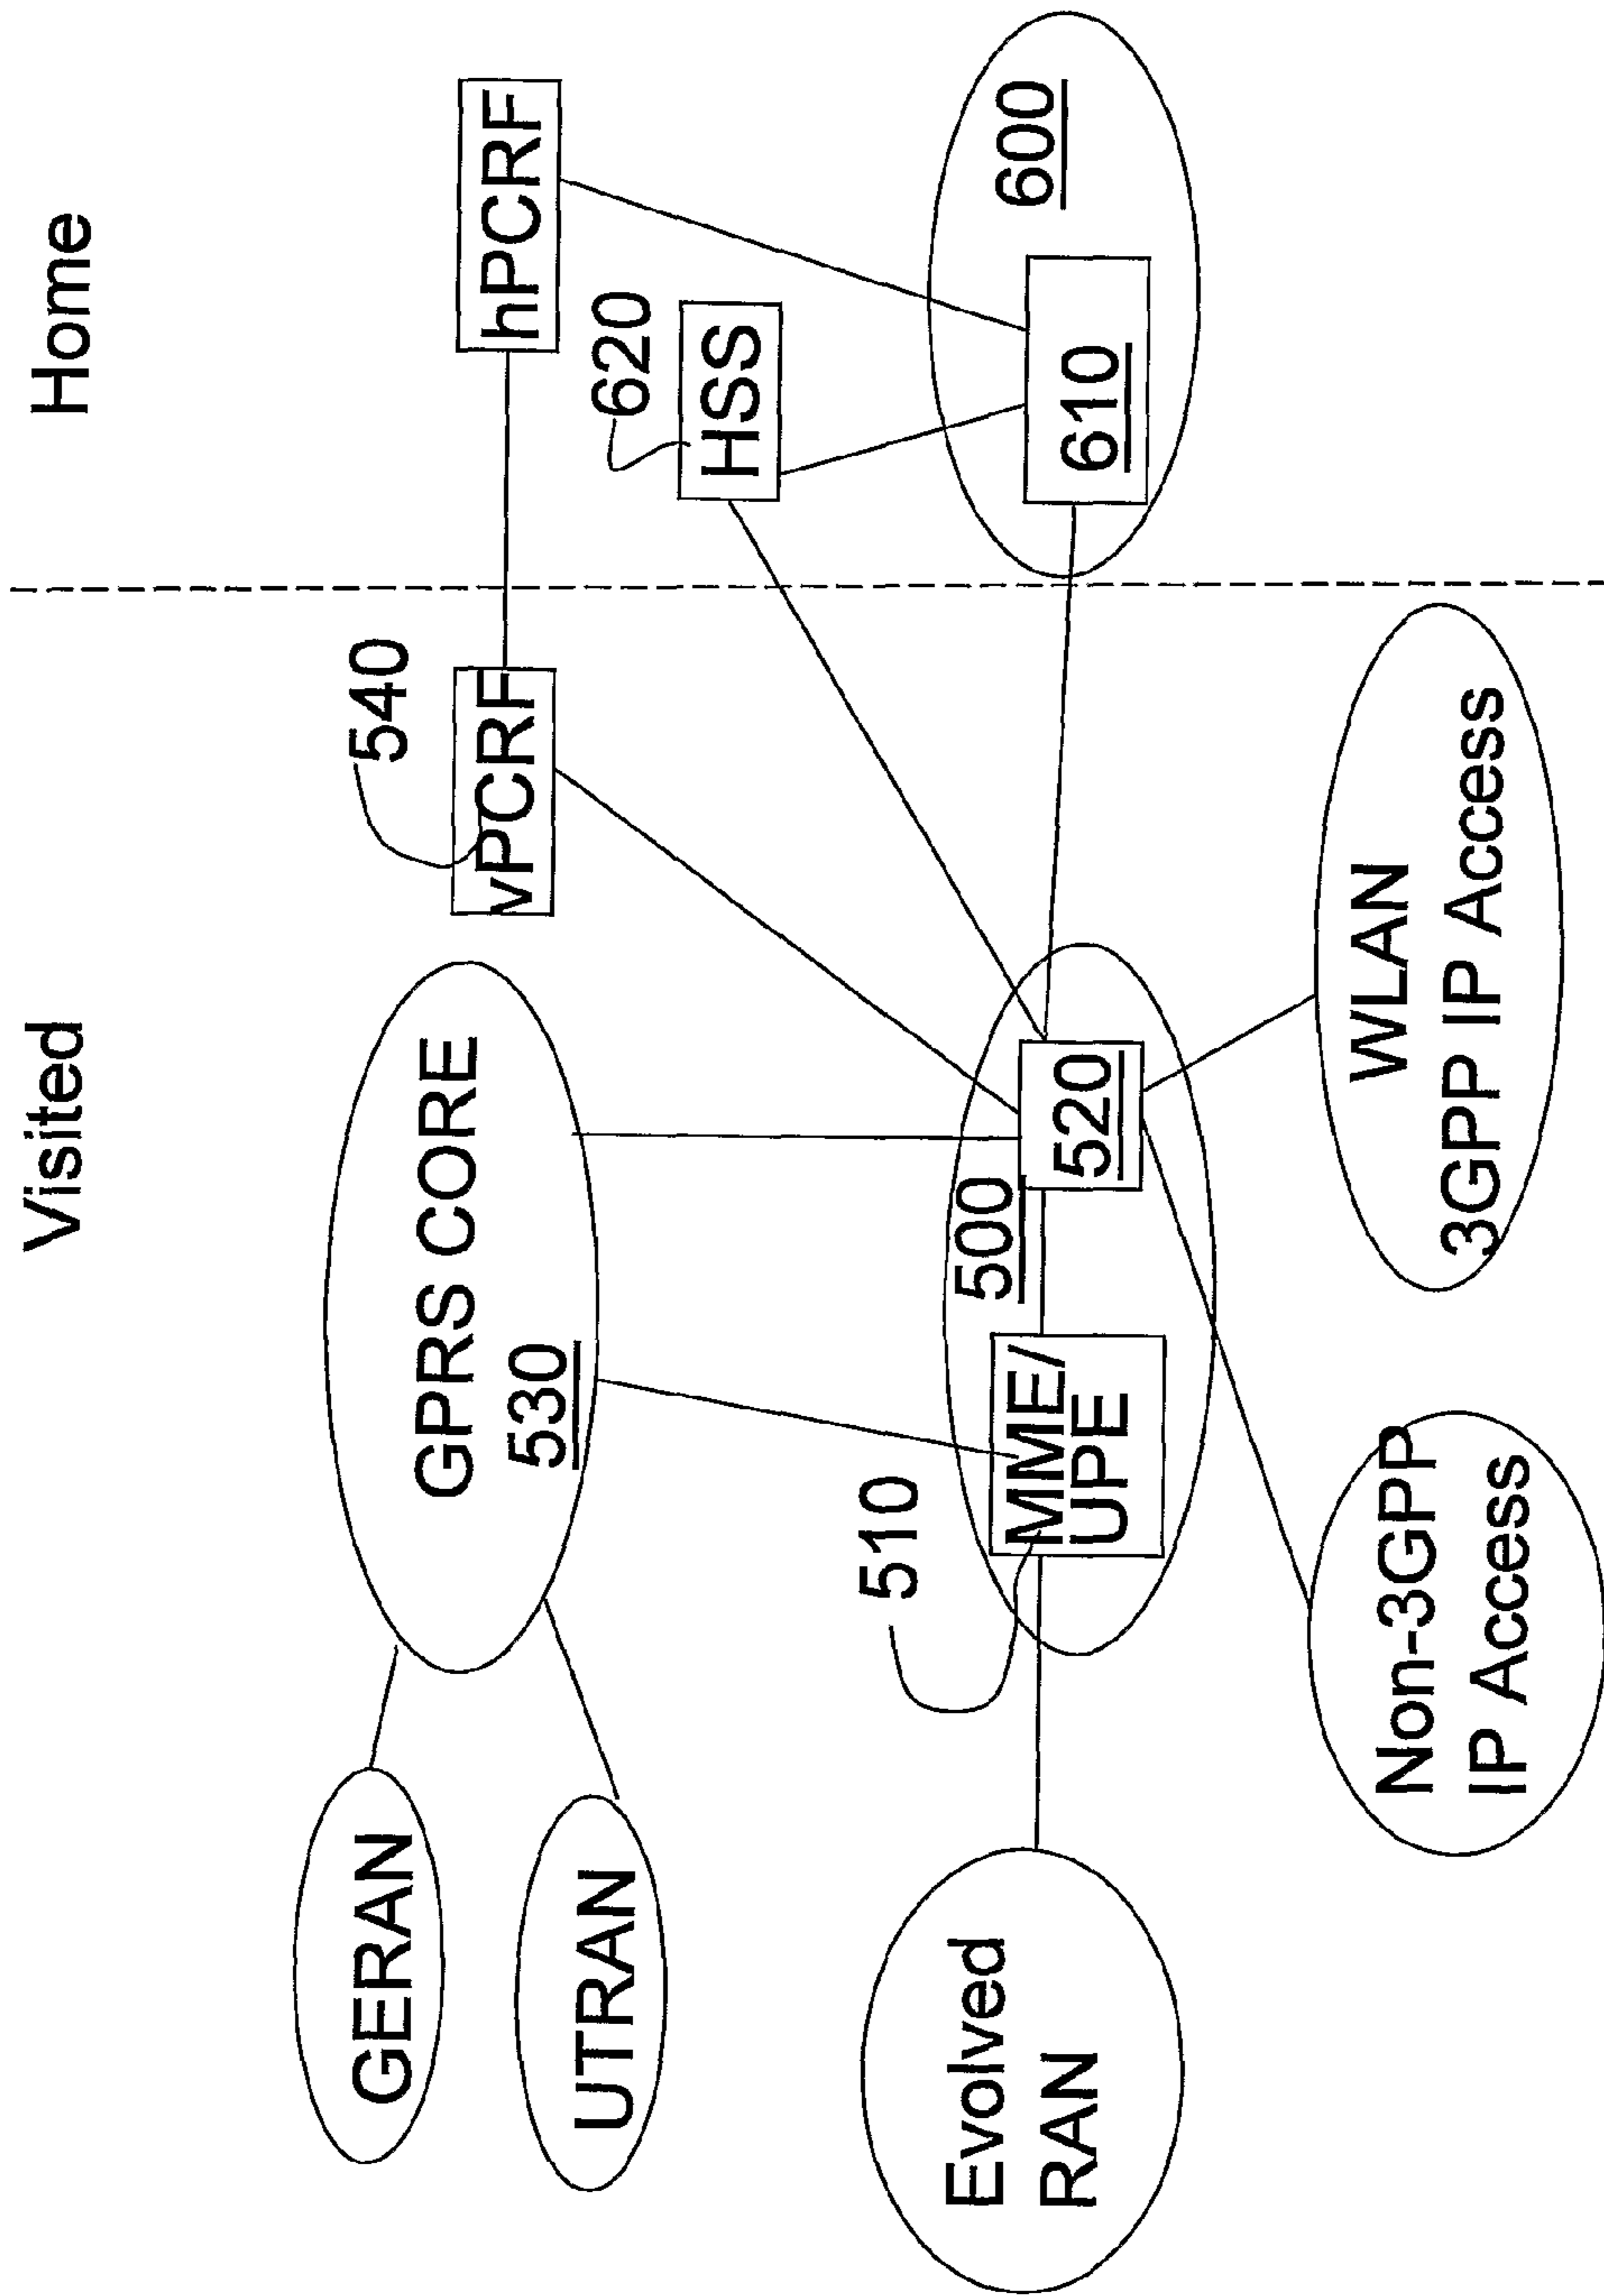 Visited
Home
GERAN
UTRAN
GPRS CORE
530
540
vPCRF
hPCRF
620
HSS
Evolved
RAN
510
MME/
UPE
500
520
610
600
Non-3GPP
IP Access
WLAN
3GPP IP Access